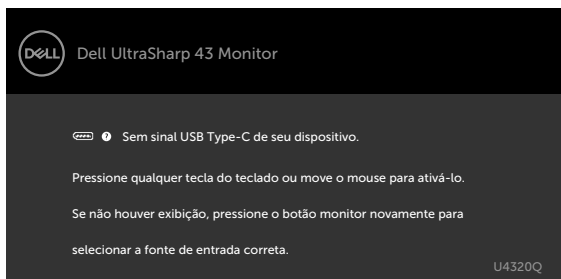 DELL Dell UltraSharp 43 Monitor
? Sem sinal USB Type-C de seu dispositivo.
Pressione qualquer tecla do teclado ou move o mouse para ativá-lo.
Se não houver exibição, pressione o botão monitor novamente para
selecionar a fonte de entrada correta.
U4320Q